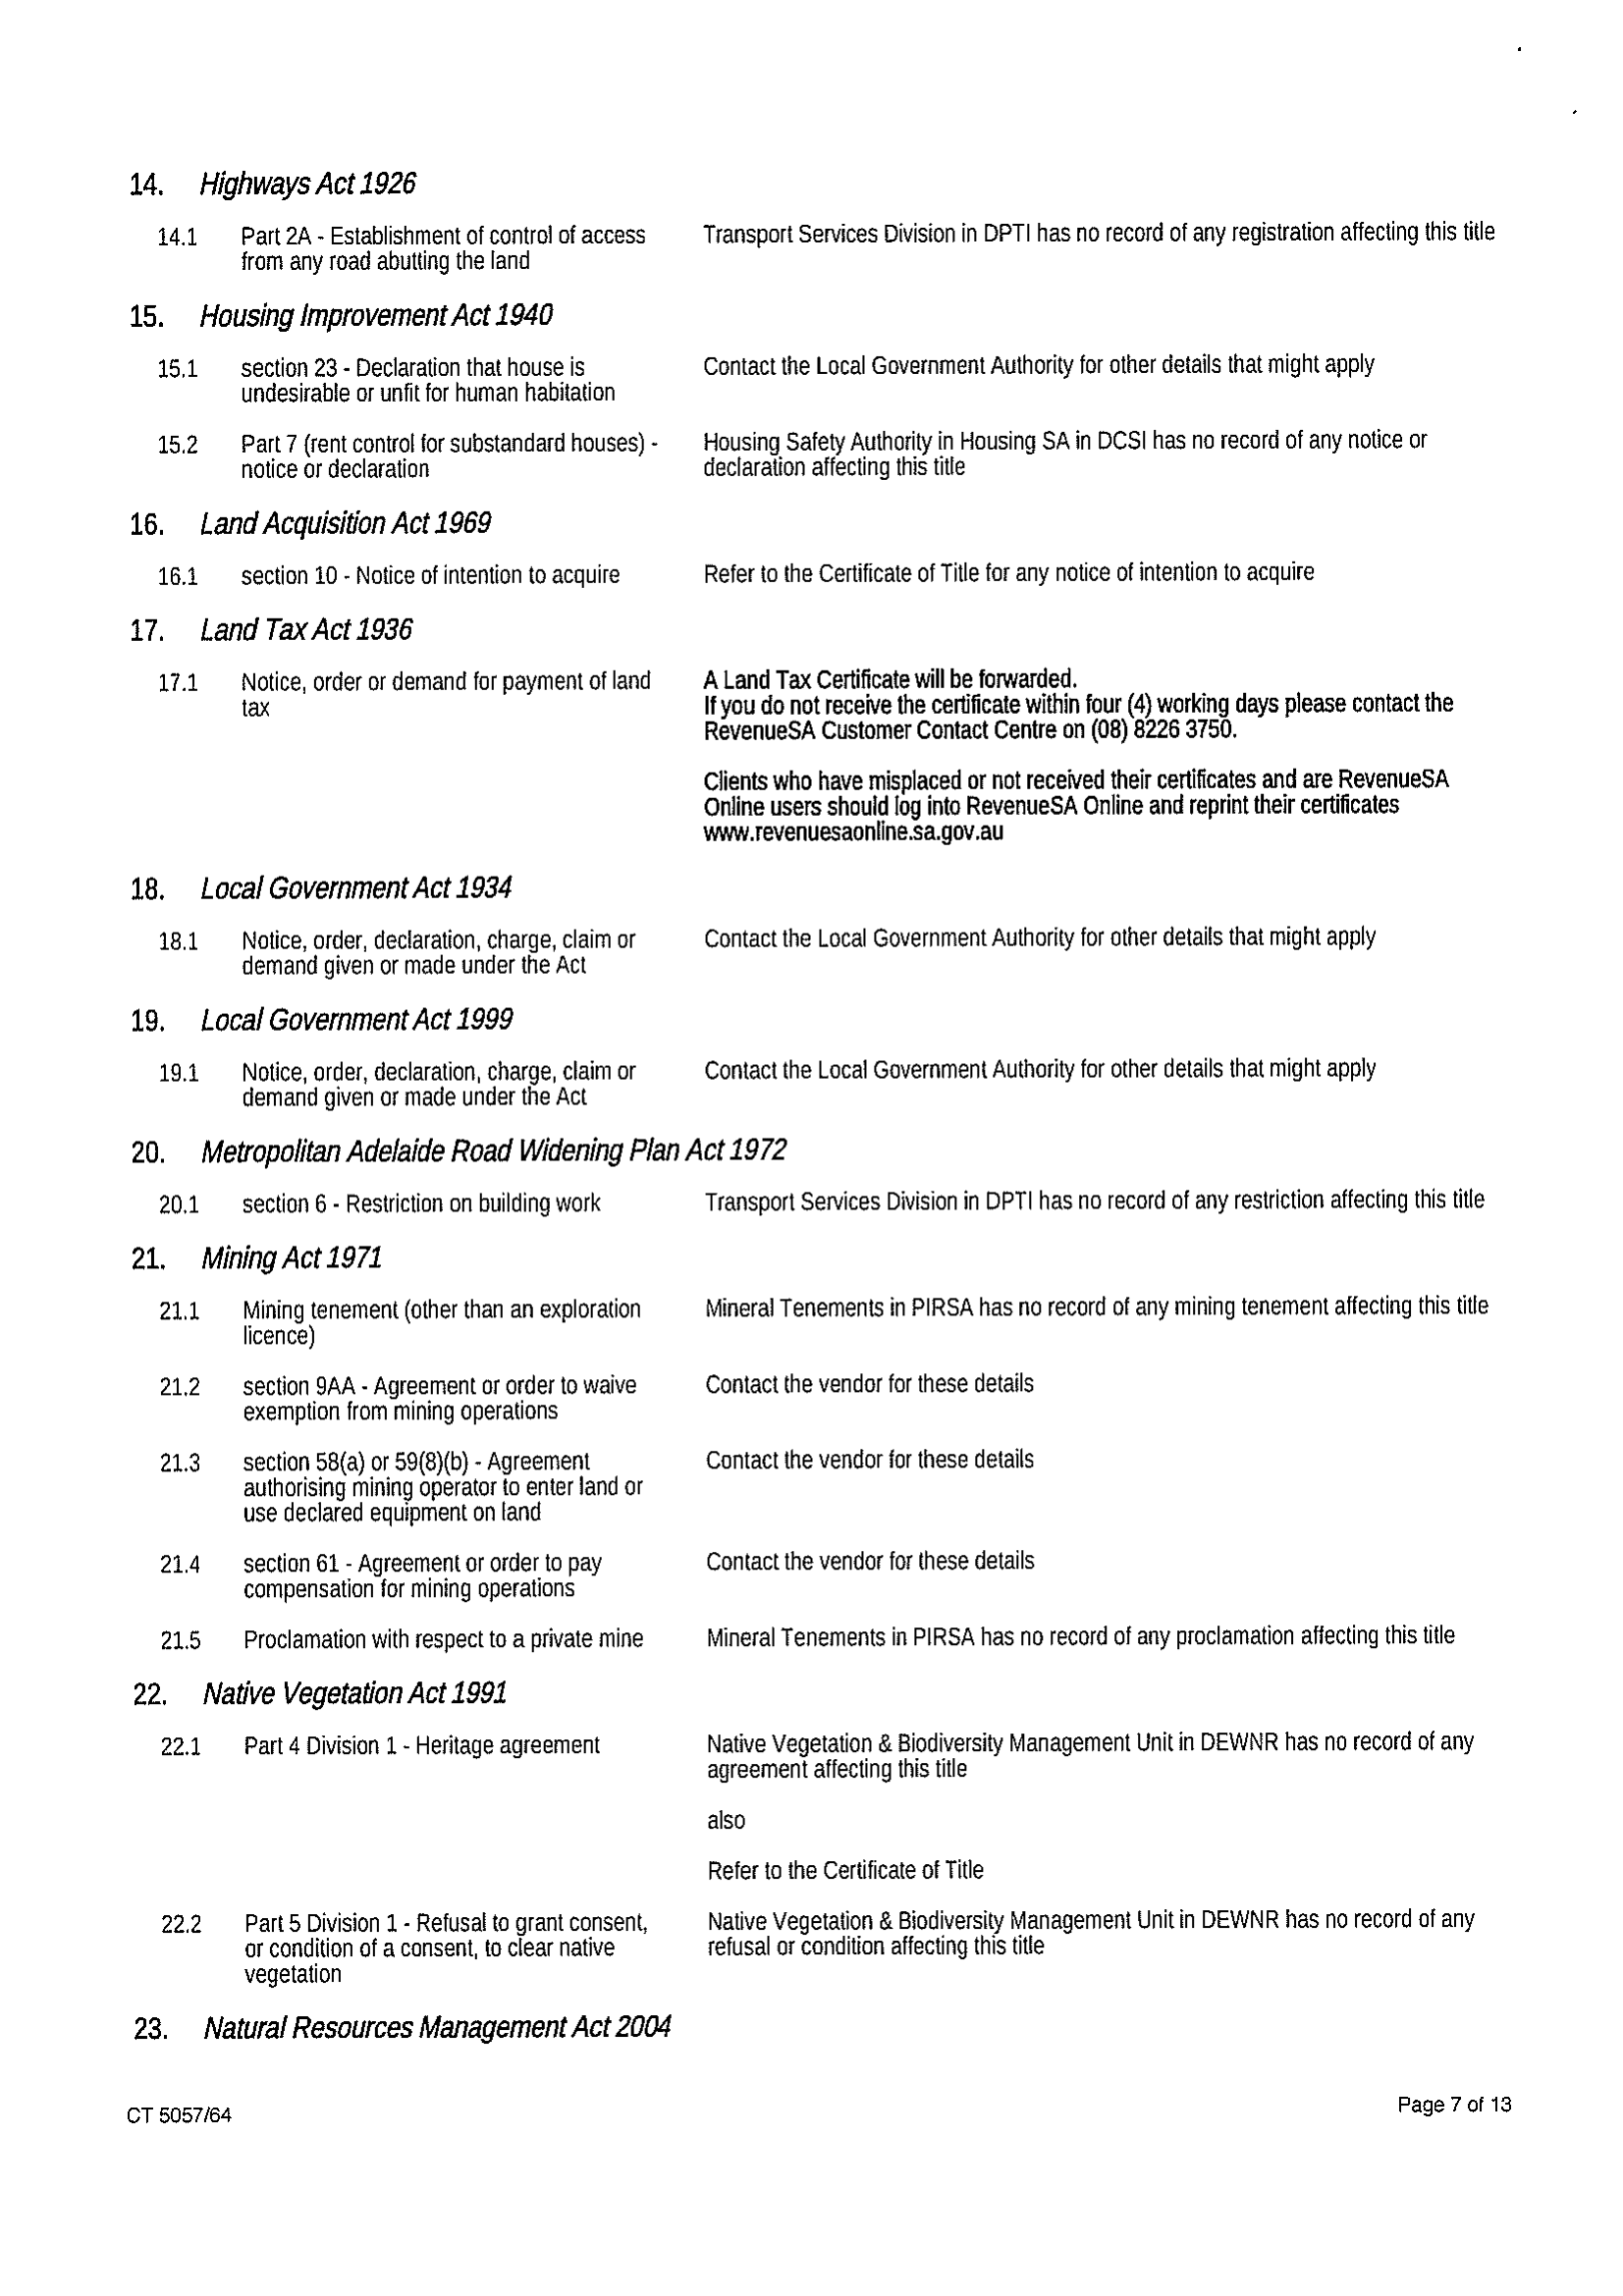 14. Highways Act 1926
14.1 Part 2A - Establishment of control of access Transport Services Division in DPTI has no record of any registration affecting this title
from any road abutting the land
15. Housing Improvement Act 1940
15.1 section 23 - Declaration that house is Contact the Local Government Authority for other details that might apply
undesirable or unfit for human habitation
15.2 Part 7 (rent control for substandard houses) - Housing Safety Authority in Housing SA in DCSI has no record of any notice or
notice or declaration declaration affecting this title
16. Land Acquisition Act 1969
16.1 section 10 - Notice of intention to acquire Refer to the Certificate of Title for any notice of intention to acquire
17. Land Tax Act 1936
17.1 Notice, order or demand for payment of land A Land Tax Certificate will be forwarded.
tax If you do not receive the certificate within four (4) working days please contact the
RevenueSA Customer Contact Centre on (08) 8226 3750.
Clients who have misplaced or not received their certificates and are RevenueSA
Online users should log into RevenueSA Online and reprint their certificates
www.revenuesaonline.sa.gov.au
18. Local Government Act 1934
18.1 Notice, order, declaration, charge, claim or Contact the Local Government Authority for other details that might apply
demand given or made under the Act
19. Local Government Act 1999
19.1 Notice, order, declaration, charge, claim or Contact the Local Government Authority for other details that might apply
demand given or made under the Act
20. Metropolitan Adelaide Road Widening Plan Act 1972
20.1 section 6 - Restriction on building work Transport Services Division in DPTI has no record of any restriction affecting this title
21. Mining Act 1971
21.1 Mining tenement (other than an exploration Mineral Tenements in PIRSA has no record of any mining tenement affecting this title
licence)
21.2 section 9AA - Agreement or order to waive Contact the vendor for these details
exemption from mining operations
21.3 section 58(a) or 59(8)(b) - Agreement Contact the vendor for these details
authorising mining operator to enter land or
use declared equipment on land
21.4 section 61 - Agreement or order to pay Contact the vendor for these details
compensation for mining operations
21.5 Proclamation with respect to a private mine Mineral Tenements in PIRSA has no record of any proclamation affecting this title
22. Native Vegetation Act 1991
22.1 Part 4 Division 1 - Heritage agreement Native Vegetation & Biodiversity Management Unit in DEWNR has no record of any
agreement affecting this title
also
Refer to the Certificate of Title
22.2 Part 5 Division 1 - Refusal to grant consent, Native Vegetation & Biodiversity Management Unit in DEWNR has no record of any
or condition of a consent, to clear native refusal or condition affecting this title
vegetation
23. Natural Resources Management Act 2004
CT 5057/64 Page 7 of 13